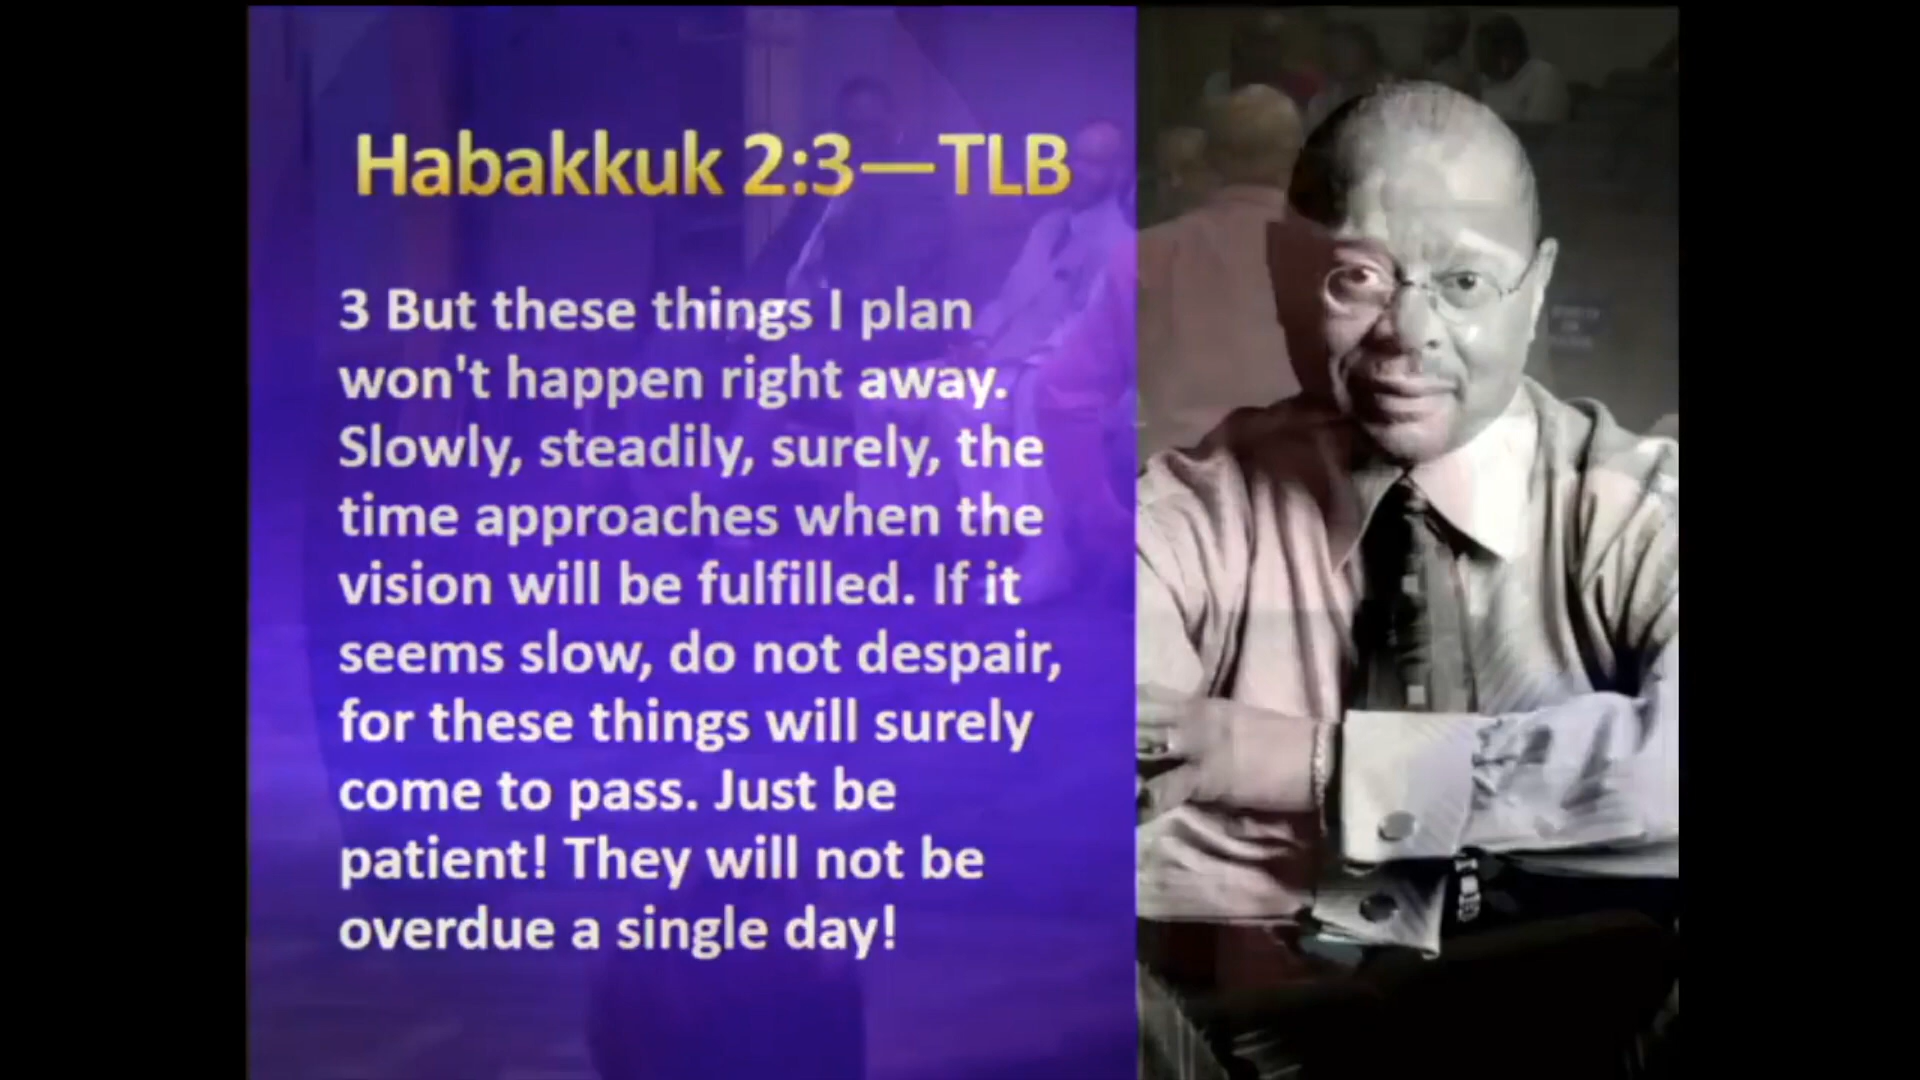 Habakkuk 2:3—TLB
3 But these things I plan
won't happen right away.
Slowly, steadily, surely, the
time approaches when the
vision will be fulfilled. If it
seems slow, do not despair,
for these things will surely
come to pass. Just be
patient! They will not be
overdue a single day!